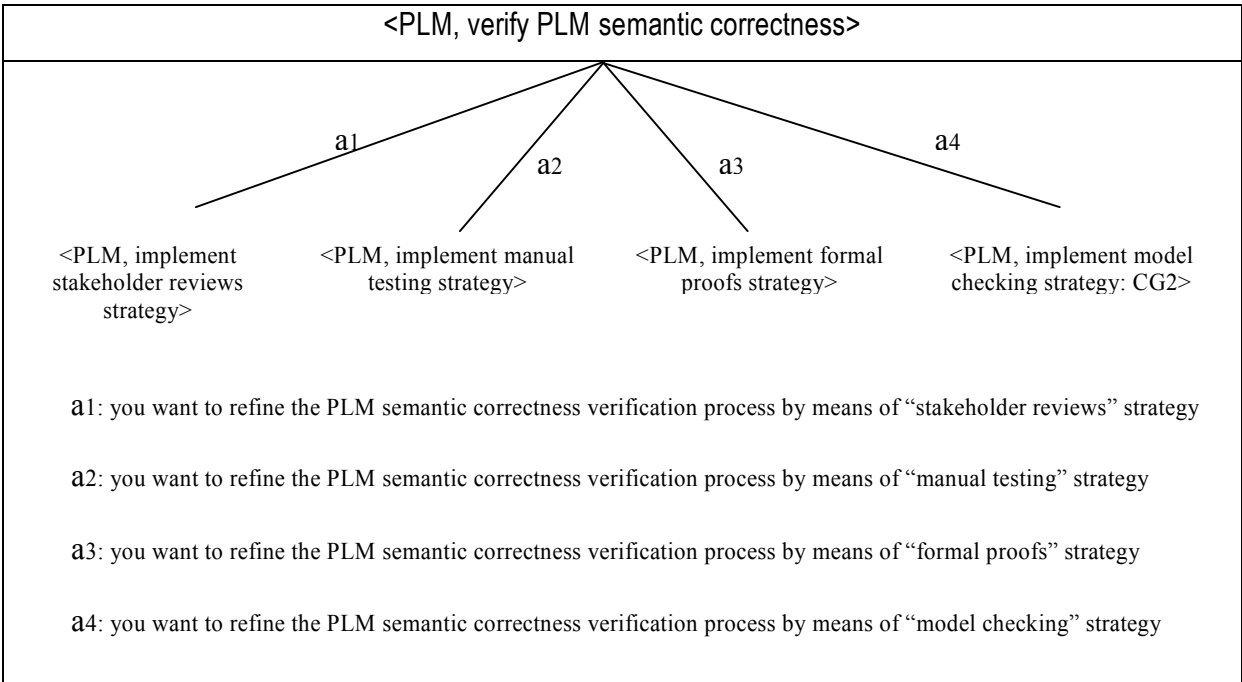 <PLM, verify PLM semantic correctness>
a1
a2
a3
a4
<PLM, implement
stakeholder reviews
strategy>
<PLM, implement manual
testing strategy>
<PLM, implement formal
proofs strategy>
<PLM, implement model
checking strategy: CG2>
a1: you want to refine the PLM semantic correctness verification process by means of “stakeholder reviews” strategy
a2: you want to refine the PLM semantic correctness verification process by means of “manual testing” strategy
a3: you want to refine the PLM semantic correctness verification process by means of “formal proofs” strategy
a4: you want to refine the PLM semantic correctness verification process by means of “model checking” strategy